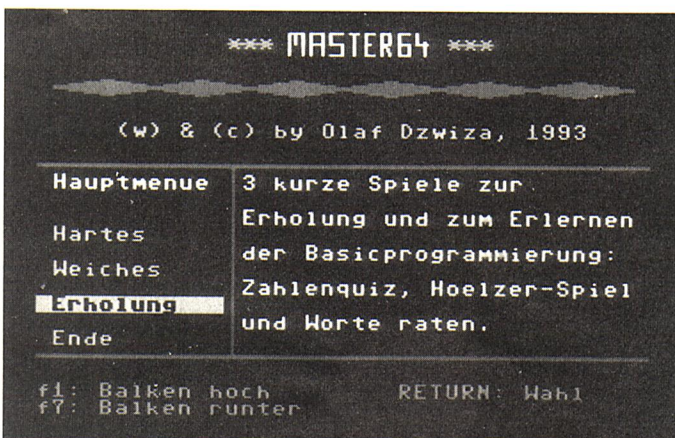 *** MASTER64 ***
(w) & (c) by Olaf Dzwiza, 1993
Hauptmenue
Hartes
Weiches
Erholung
Ende
3 kurze Spiele zur
Erholung und zum Erlernen
der Basicprogrammierung:
Zahlenquiz, Hoelzer-Spiel
und Worte raten.
f1: Balken hoch
f7: Balken runter
RETURN: Wahl